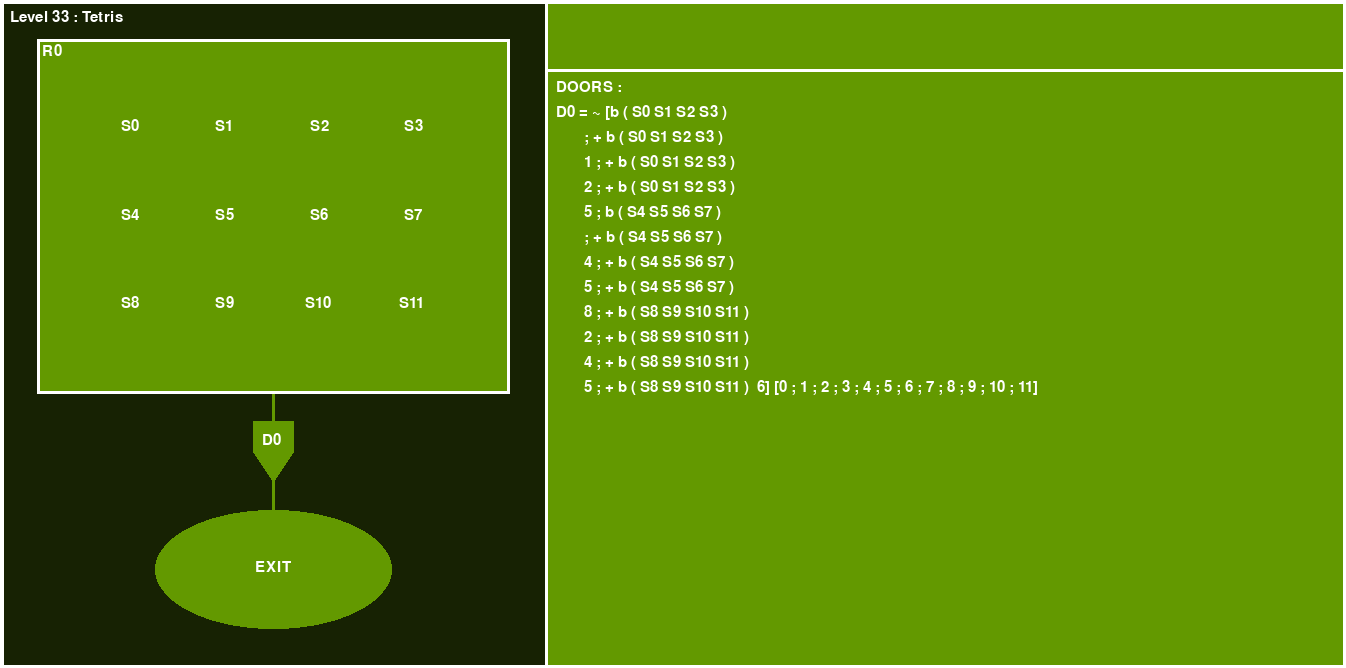 Level 33 : Tetris
R0
S0 S1 S2 S3
S4 S5 S6 S7
S8 S9 S10 S11
D0
EXIT
DOORS :
D0 = ~ [b ( S0 S1 S2 S3 )
; + b ( S0 S1 S2 S3 )
1 ; + b ( S0 S1 S2 S3 )
2 ; + b ( S0 S1 S2 S3 )
5 ; b ( S4 S5 S6 S7 )
; + b ( S4 S5 S6 S7 )
4 ; + b ( S4 S5 S6 S7 )
5 ; + b ( S4 S5 S6 S7 )
8 ; + b ( S8 S9 S10 S11 )
2 ; + b ( S8 S9 S10 S11 )
4 ; + b ( S8 S9 S10 S11 )
5 ; + b ( S8 S9 S10 S11 ) 6] [0 ; 1 ; 2 ; 3 ; 4 ; 5 ; 6 ; 7 ; 8 ; 9 ; 10 ; 11]